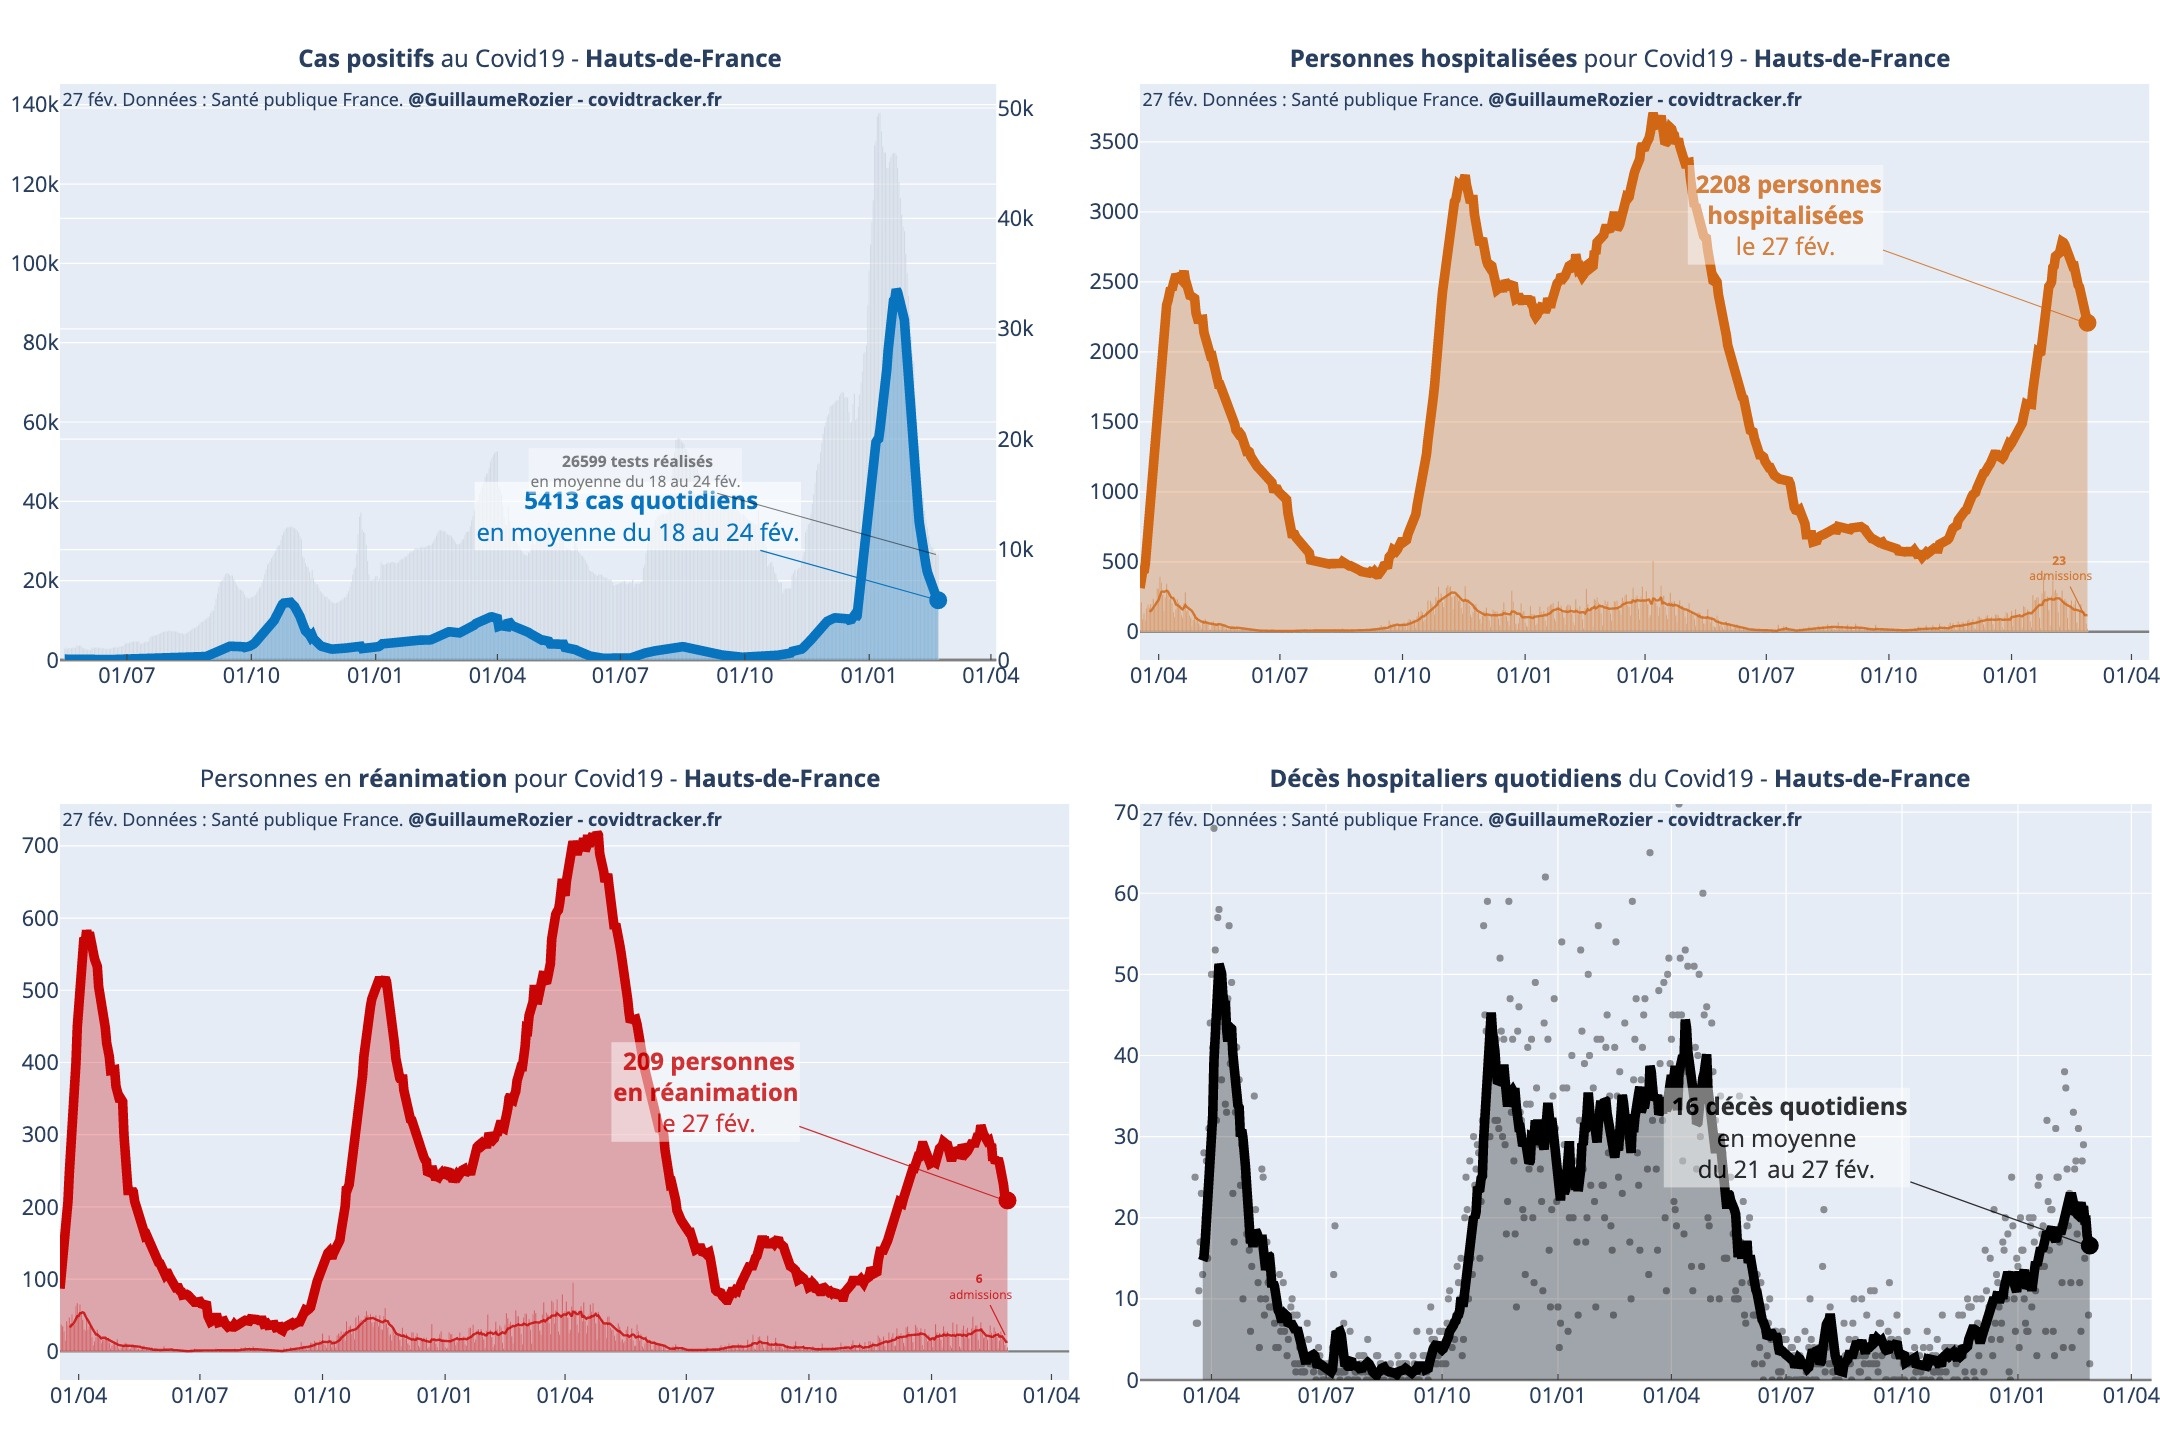 Cas positifs au Covid19 - Hauts-de-France
27 fév. Données : Santé publique France. @GuillaumeRozier - covidtracker.fr
140k
120k
100k
80k
60k
40k
20k
0
50k
40k
30k
20k
10k
0
26599 tests réalisés
en moyenne du 18 au 24 fév.
5413 cas quotidiens
en moyenne du 18 au 24 fév.
01/07 01/10 01/01 01/04 01/07 01/10 01/01 01/04
Personnes hospitalisées pour Covid19 - Hauts-de-France
27 fév. Données : Santé publique France. @GuillaumeRozier - covidtracker.fr
3500
3000
2500
2000
1500
1000
500
0
2208 personnes
hospitalisées
le 27 fév.
23
admissions
01/04 01/07 01/10 01/01 01/04 01/07 01/10 01/01 01/04
Personnes en réanimation pour Covid19 - Hauts-de-France
27 fév. Données : Santé publique France. @GuillaumeRozier - covidtracker.fr
700
600
500
400
300
200
100
0
209 personnes
en réanimation
le 27 fév.
6
admissions
01/04 01/07 01/10 01/01 01/04 01/07 01/10 01/01 01/04
Décès hospitaliers quotidiens du Covid19 - Hauts-de-France
27 fév. Données : Santé publique France. @GuillaumeRozier - covidtracker.fr
70
60
50
40
30
20
10
0
16 décès quotidiens
en moyenne
du 21 au 27 fév.
01/04 01/07 01/10 01/01 01/04 01/07 01/10 01/01 01/04